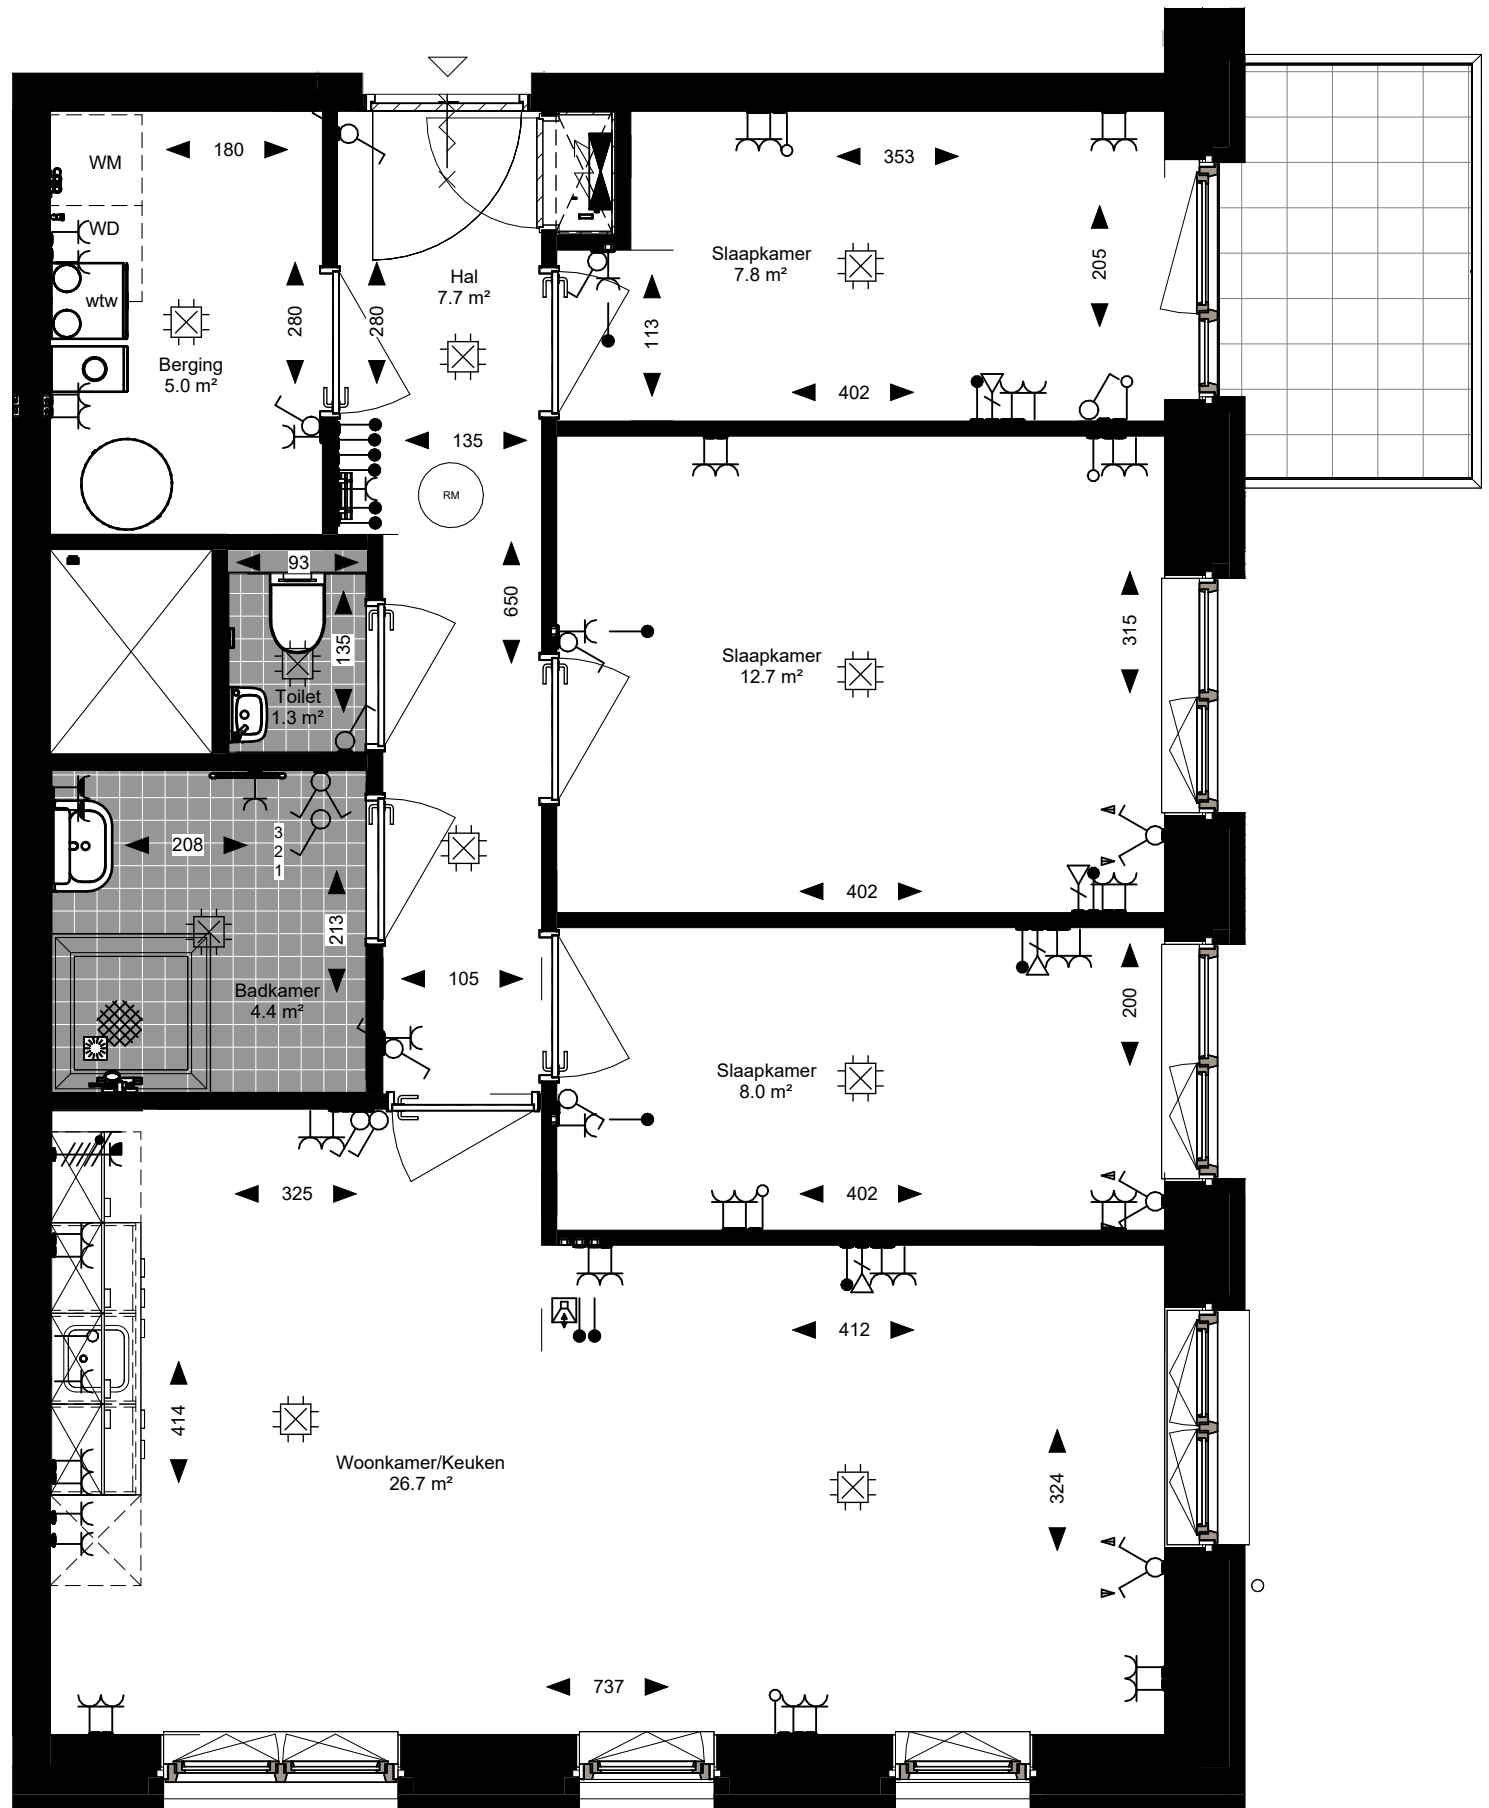 WM
180
353
WD
Slaapkamer
7.8 m²
205
Hal
7.7 m²
wtw
280
280
113
Berging
5.0 m²
402
135
RM
93
650
315
135
Slaapkamer
12.7 m²
Toilet
1.3 m²
208
3
2
1
402
213
105
Badkamer
4.4 m²
200
Slaapkamer
8.0 m²
325
402
412
414
Woonkamer/Keuken
26.7 m²
324
737